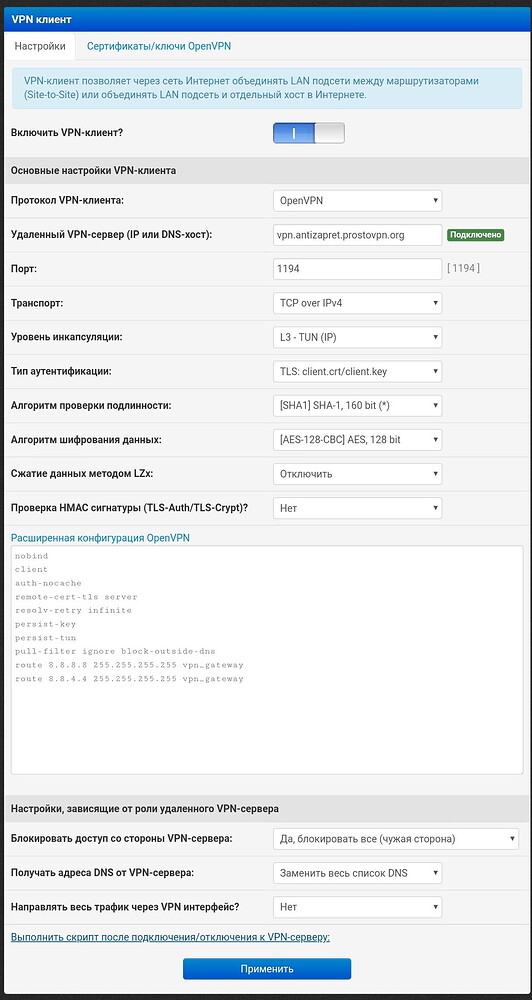 VPN клиент
Настройки
Сертификаты/ключи OpenVPN
VPN-клиент позволяет через сеть Интернет объединять LAN подсети между маршрутизаторами
(Site-to-Site) или объединять LAN подсеть и отдельный хост в Интернете.
Включить VPN-клиент?
Основные настройки VPN-клиента
Протокол VPN-клиента: OpenVPN
Удаленный VPN-сервер (IP или DNS-хост): vpn.antizapret.prostovpn.org Подключено
Порт: 1194 [ 1194 ]
Транспорт: TCP over IPv4
Уровень инкапсуляции: L3 - TUN (IP)
Тип аутентификации: TLS: client.crt/client.key
Алгоритм проверки подлинности: [SHA1] SHA-1, 160 bit (*)
Алгоритм шифрования данных: [AES-128-CBC] AES, 128 bit
Сжатие данных методом LZx: Отключить
Проверка HMAC сигнатуры (TLS-Auth/TLS-Crypt)? Нет
Расширенная конфигурация OpenVPN
nobind
client
auth-nocache
remote-cert-tls server
resolv-retry infinite
persist-key
persist-tun
pull-filter ignore block-outside-dns
route 8.8.8.8 255.255.255.255 vpn_gateway
route 8.8.4.4 255.255.255.255 vpn_gateway
Настройки, зависящие от роли удаленного VPN-сервера
Блокировать доступ со стороны VPN-сервера: Да, блокировать все (чужая сторона)
Получать адреса DNS от VPN-сервера: Заменить весь список DNS
Направлять весь трафик через VPN интерфейс? Нет
Выполнить скрипт после подключения/отключения к VPN-серверу:
Применить